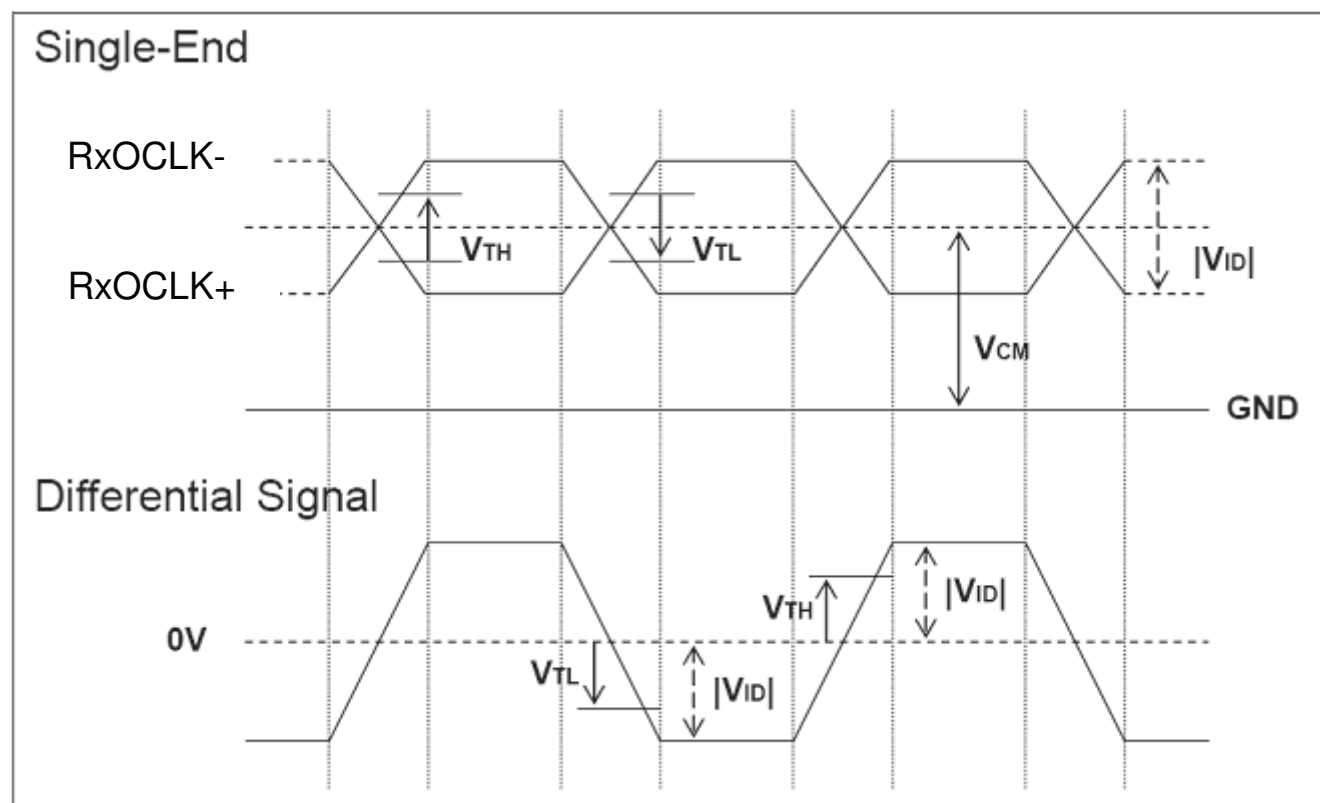 Single-End
RxOCLK-
VTH
VTL
RxOCLK+
|VID|
VCM
GND
Differential Signal
VTH
|VID|
0V
VTL
|VID|